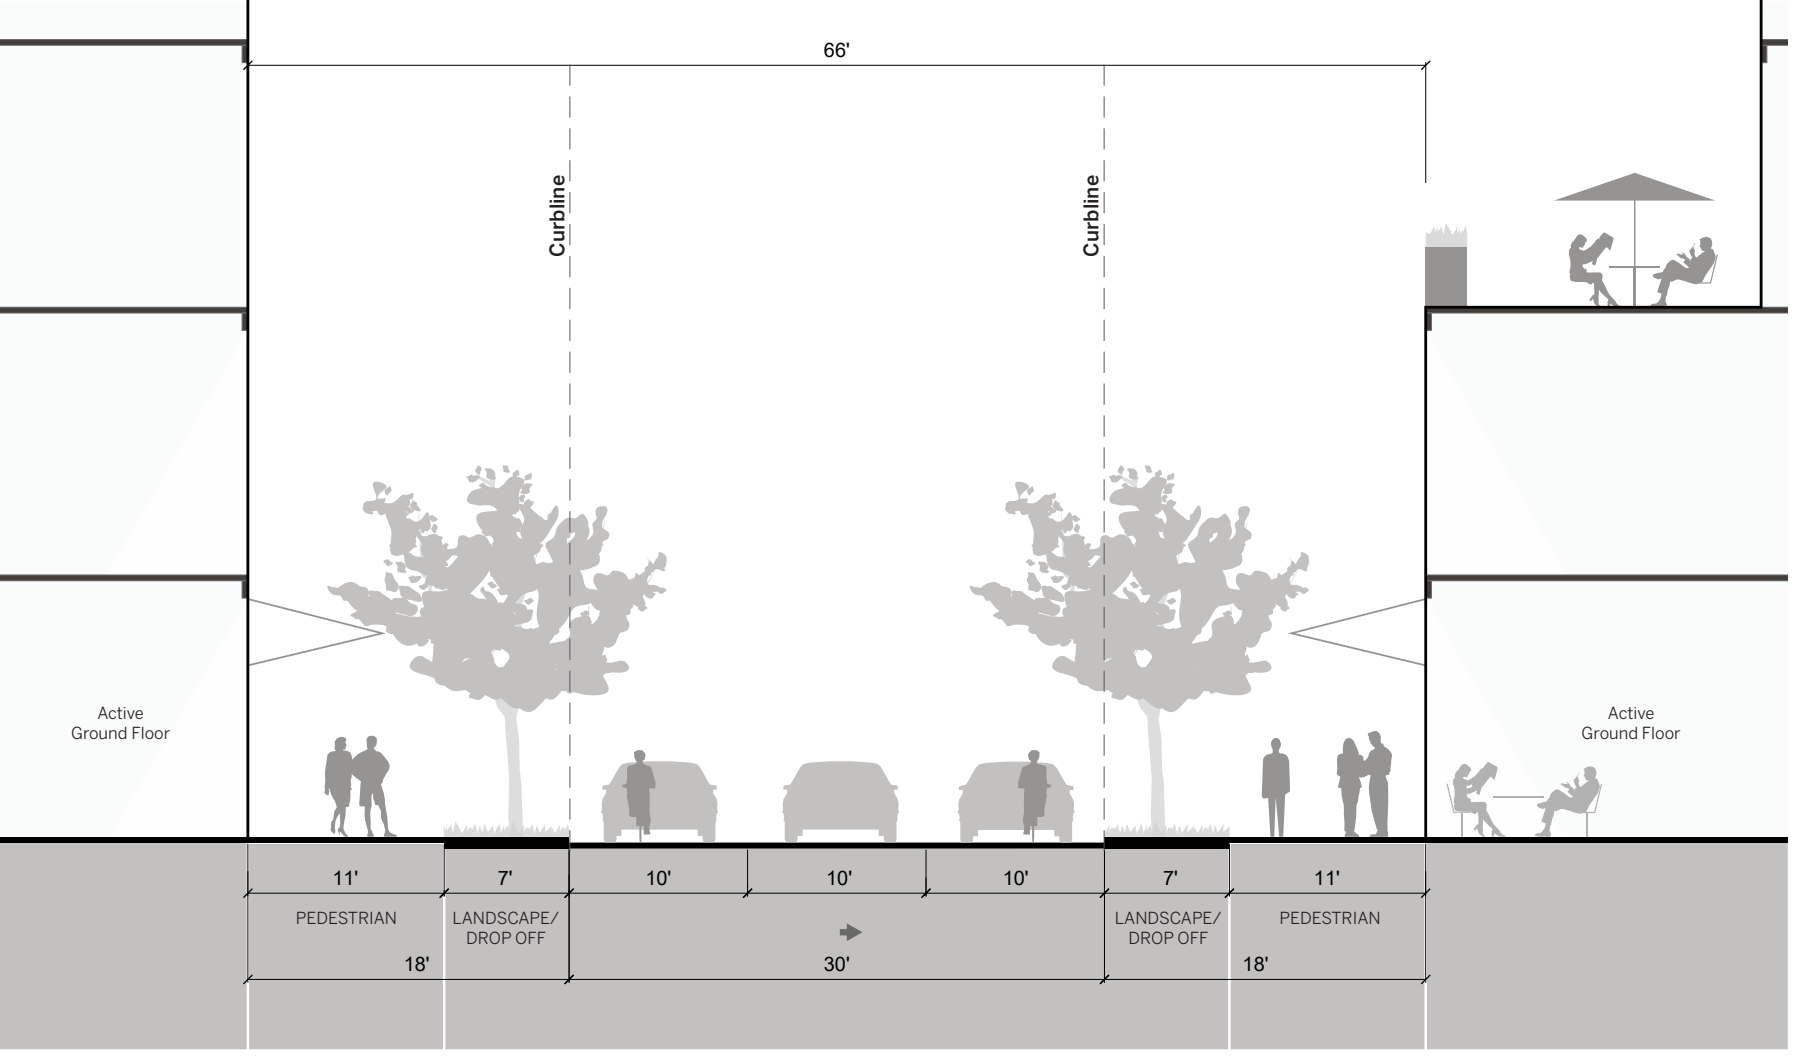 66'
Curbline
Curbline
Active
Ground Floor
Active
Ground Floor
11'
7'
10'
10'
10'
7'
11'
PEDESTRIAN
LANDSCAPE/
DROP OFF
LANDSCAPE/
DROP OFF
PEDESTRIAN
18'
30'
18'